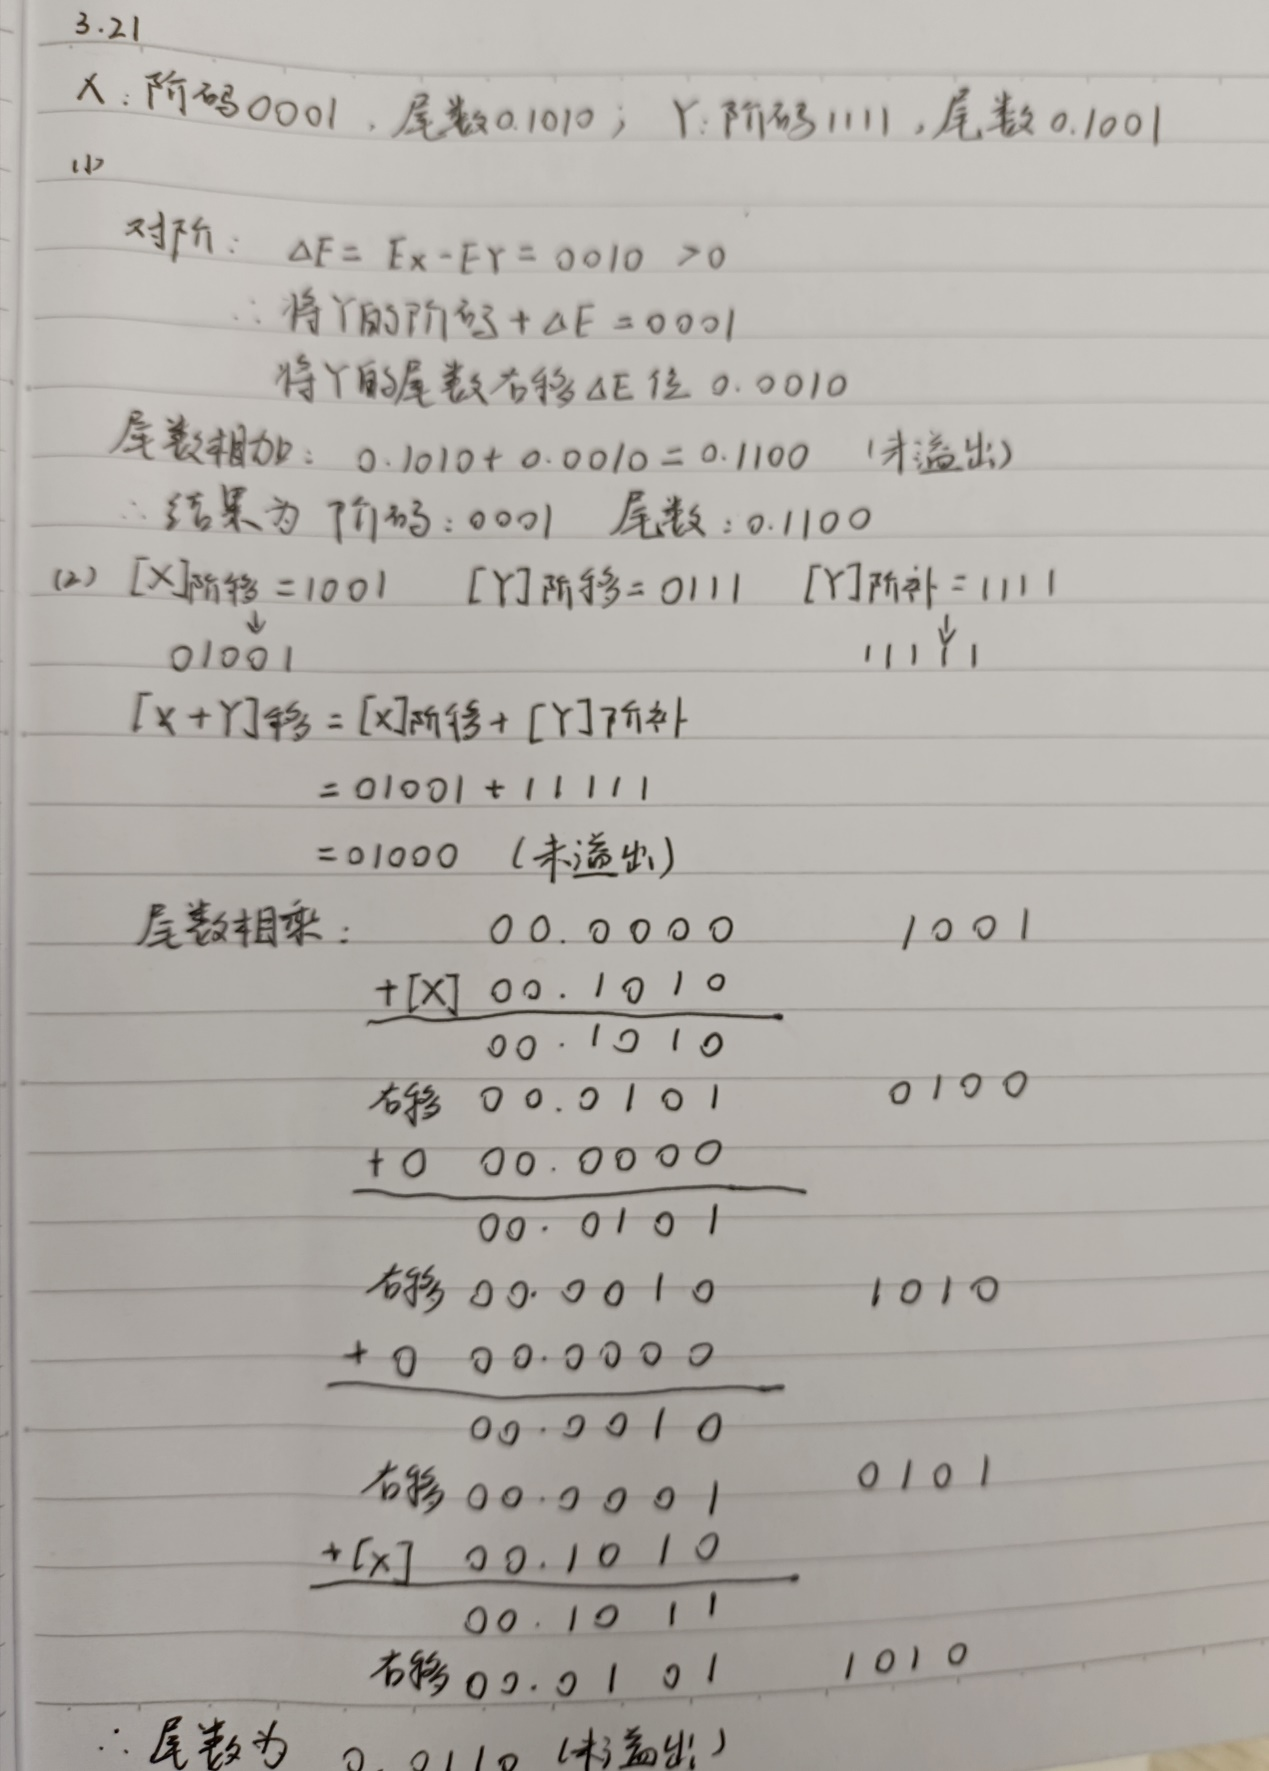 3.21
X:阶码0001,尾数0.1010; Y:阶码1111,尾数0.1001
(1)
对阶: ΔE= Ex-EY=0010 >0
∴将Y的阶码+ΔE=0001
将Y的尾数右移ΔE位 0.0010
尾数相加: 0.1010+0.0010=0.1100 (未溢出)
∴结果为 阶码:0001 尾数:0.1100
(2) [X]阶移=1001 [Y]阶移=0111 [Y]阶补=1111
↓ ↓
01001 11111
[X+Y]移=[X]阶移+[Y]阶补
=01001+11111
=01000 (未溢出)
尾数相乘: 00.0000 1001
+[X] 00.1010
00.1010
右移 00.0101 0100
+0 00.0000
00.0101
右移 00.0010 1010
+0 00.0000
00.0010
右移 00.0001 0101
+[X] 00.1010
00.1011
右移 00.0101 1010
∴尾数为 0.0110 (未溢出)